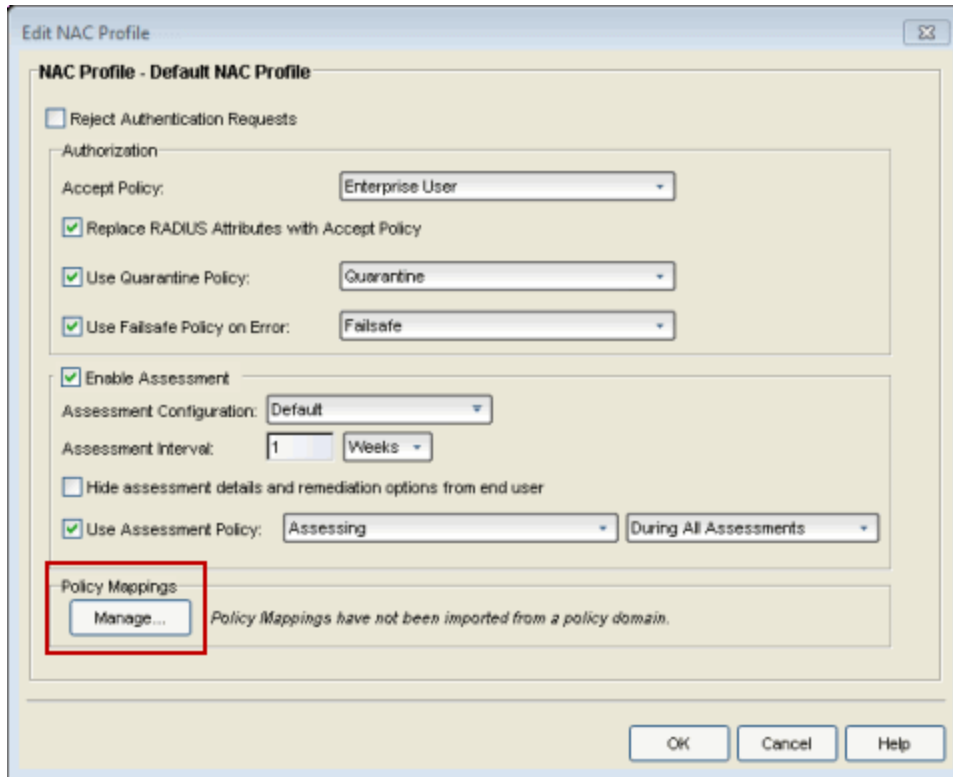 Edit NAC Profile
NAC Profile - Default NAC Profile
Reject Authentication Requests
Authorization
Accept Policy: Enterprise User
Replace RADIUS Attributes with Accept Policy
Use Quarantine Policy: Quarantine
Use Failsafe Policy on Error: Failsafe
Enable Assessment
Assessment Configuration: Default
Assessment Interval: 1 Weeks
Hide assessment details and remediation options from end user
Use Assessment Policy: Assessing During All Assessments
Policy Mappings
Manage... Policy Mappings have not been imported from a policy domain.
OK Cancel Help